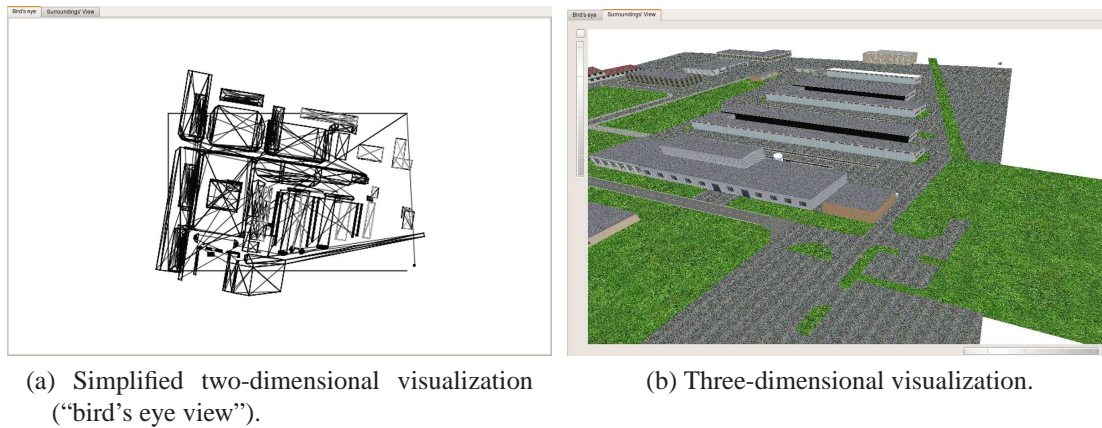 Bird's eye Surroundings' View
Bird's eye Surroundings' View
(a) Simplified two-dimensional visualization
(“bird’s eye view”).
(b) Three-dimensional visualization.